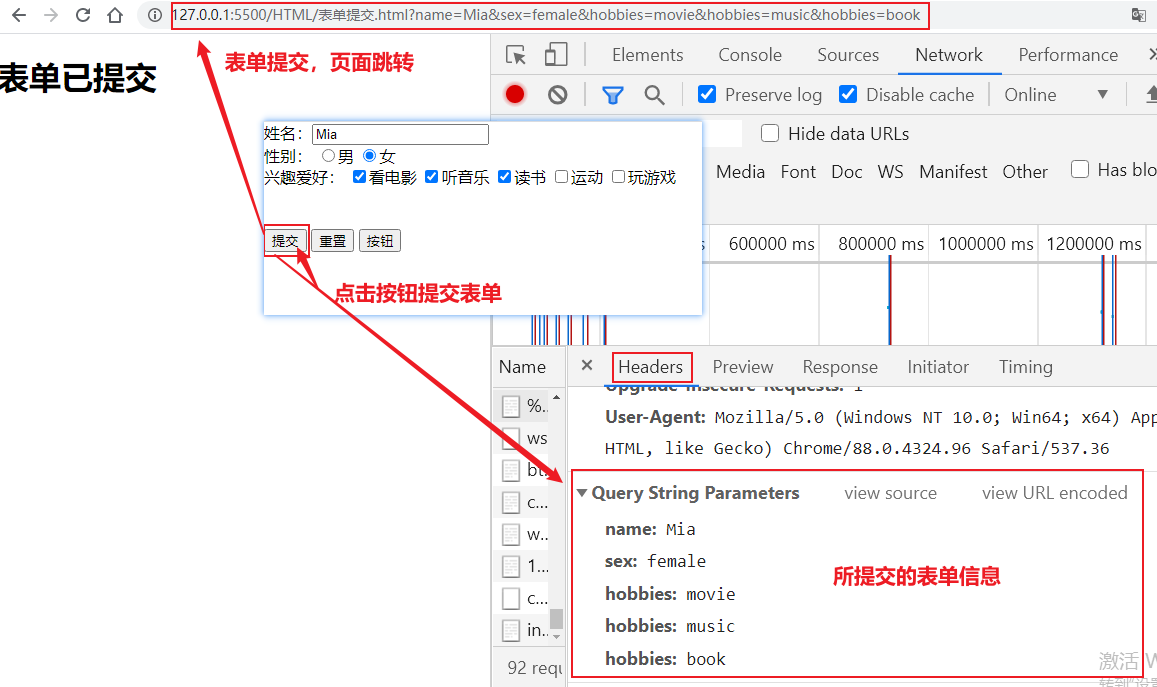 127.0.0.1:5500/HTML/表单提交.html?name=Mia&sex=female&hobbies=movie&hobbies=music&hobbies=book
表单提交，页面跳转
表单已提交
Elements Console Sources Network Performance
Preserve log Disable cache Online
Hide data URLs
Media Font Doc WS Manifest Other Has blo
姓名： Mia
性别： 男 女
兴趣爱好： 看电影 听音乐 读书 运动 玩游戏
提交 重置 按钮
点击按钮提交表单
600000 ms 800000 ms 1000000 ms 1200000 ms
Name
Headers Preview Response Initiator Timing
%..
ws
c...
w..
1...
c...
in..
92 requ
Upgrade-Insecure-Requests: 1
User-Agent: Mozilla/5.0 (Windows NT 10.0; Win64; x64) App
HTML, like Gecko) Chrome/88.0.4324.96 Safari/537.36
Query String Parameters view source view URL encoded
name: Mia
sex: female
hobbies: movie
hobbies: music
hobbies: book
所提交的表单信息
激活 W